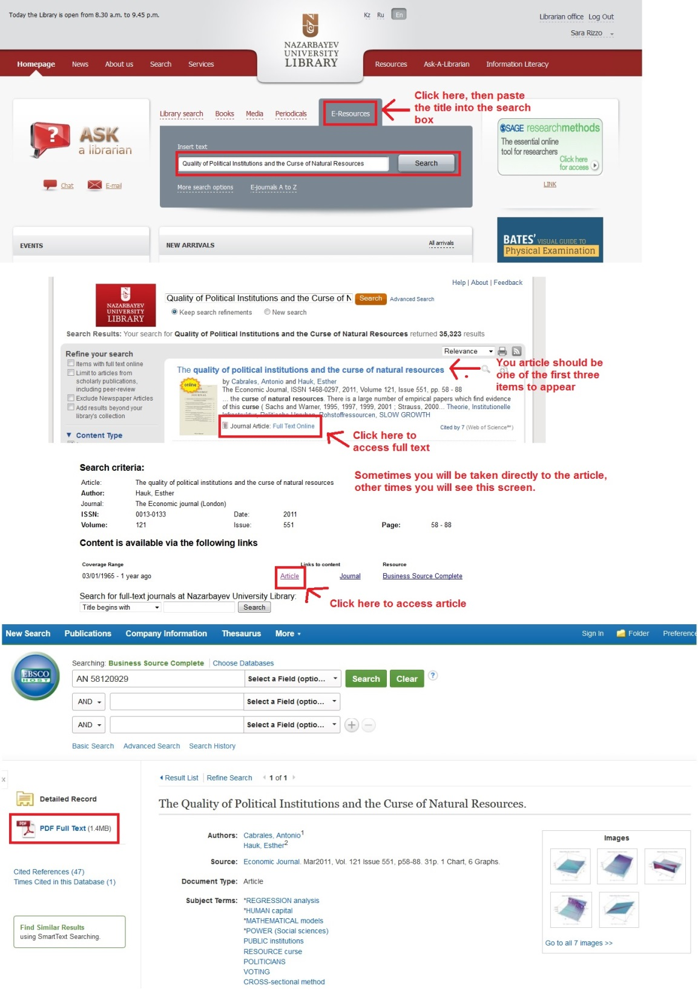 Today the Library is open from 8.30 a.m. to 9.45 p.m.
Kz Ru En
Librarian office Log Out
Sara Rizzo
NAZARBAYEV
UNIVERSITY
LIBRARY
Homepage News About us Search Services
Resources Ask-A-Librarian Information Literacy
Click here, then paste
the title into the search
box
Library search Books Media Periodicals E-Resources
?
ASK
a librarian
Chat E-mail
Insert text
Quality of Political Institutions and the Curse of Natural Resources Search
More search options E-journals A to Z
SAGE researchmethods
The essential online
tool for researchers
Click here
for access
LINK
EVENTS
NEW ARRIVALS
All arrivals
BATES' VISUAL GUIDE TO
Physical Examination
Help | About | Feedback
NAZARBAYEV
UNIVERSITY
LIBRARY
Quality of Political Institutions and the Curse of N Search Advanced Search
Keep search refinements New search
Search Results: Your search for Quality of Political Institutions and the Curse of Natural Resources returned 35,323 results
Refine your search
Items with full text online
Limit to articles from
scholarly publications,
including peer-review
Exclude Newspaper Articles
Add results beyond your
library's collection
Content Type
Relevance
The quality of political institutions and the curse of natural resources
You article should be
one of the first three
items to appear
online
by Cabrales, Antonio and Hauk, Esther
The Economic Journal, ISSN 1468-0297, 2011, Volume 121, Issue 551, pp. 58 - 88
... the curse of natural resources. There is a large number of empirical papers which find evidence
of this curse ( Sachs and Warner, 1995, 1997, 1999, 2001 ; Strauss, 2000... Theorie, Institutionelle
Infrastruktur, Politische Unruhen, Rohstoffressourcen, SLOW GROWTH
Journal Article: Full Text Online
Cited by 7 (Web of Science℠)
Click here to
access full text
Search criteria:
Article: The quality of political institutions and the curse of natural resources
Author: Hauk, Esther
Journal: The Economic journal (London)
ISSN: 0013-0133 Date: 2011
Volume: 121 Issue: 551 Page: 58 - 88
Sometimes you will be taken directly to the article,
other times you will see this screen.
Content is available via the following links
Coverage Range Links to content Resource
03/01/1965 - 1 year ago Article Journal Business Source Complete
Search for full-text journals at Nazarbayev University Library:
Title begins with Search
Click here to access article
New Search Publications Company Information Thesaurus More
Sign In Folder Preference
EBSCO
HOST
Searching: Business Source Complete Choose Databases
AN 58120929 Select a Field (optio... Search Clear ?
AND Select a Field (optio...
AND Select a Field (optio...
Basic Search Advanced Search Search History
Result List Refine Search 1 of 1
Detailed Record
PDF
PDF Full Text (1.4MB)
Cited References (47)
Times Cited in this Database (1)
Find Similar Results
using SmartText Searching.
The Quality of Political Institutions and the Curse of Natural Resources.
Authors: Cabrales, Antonio1
Hauk, Esther2
Source: Economic Journal. Mar2011, Vol. 121 Issue 551, p58-88. 31p. 1 Chart, 6 Graphs.
Document Type: Article
Subject Terms: *REGRESSION analysis
*HUMAN capital
*MATHEMATICAL models
*POWER (Social sciences)
PUBLIC institutions
RESOURCE curse
POLITICIANS
VOTING
CROSS-sectional method
Images
Go to all 7 images >>